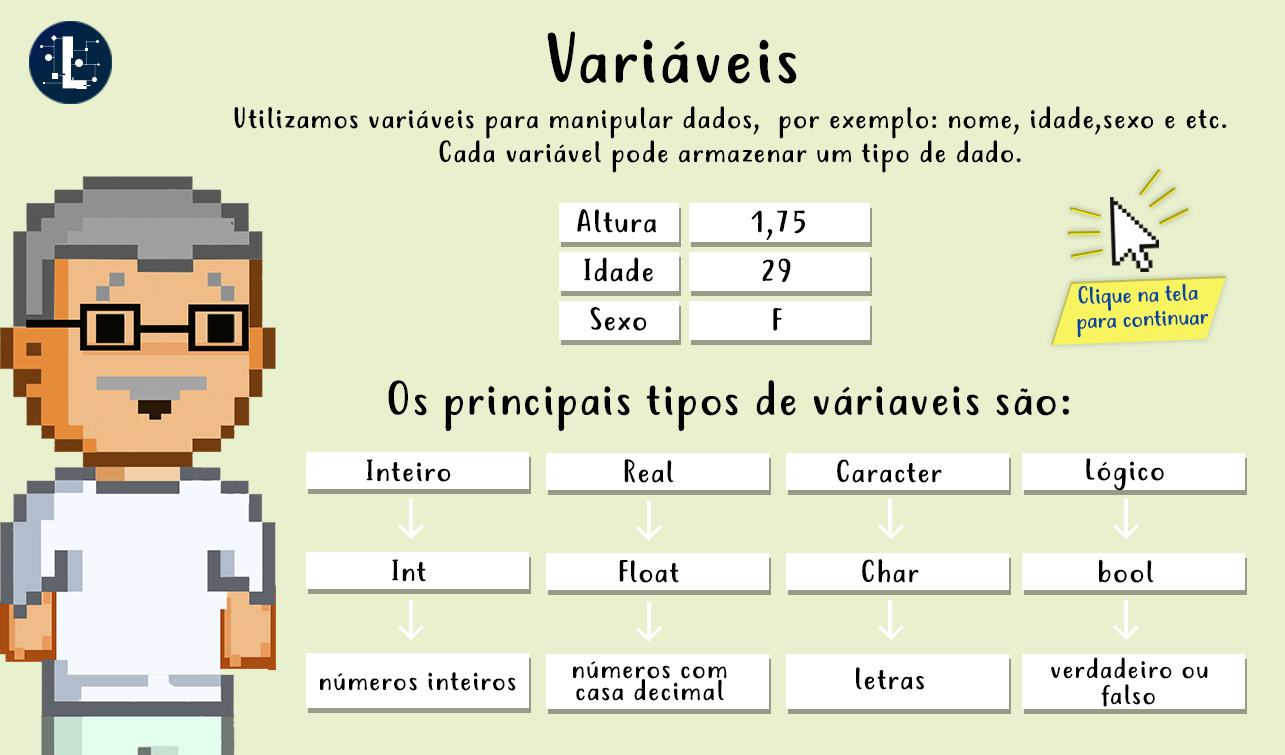 L
Variáveis
Utilizamos variáveis para manipular dados, por exemplo: nome, idade,sexo e etc.
Cada variável pode armazenar um tipo de dado.
Altura 1,75
Idade 29
Sexo F
Clique na tela
para continuar
Os principais tipos de váriaveis são:
Inteiro Real Caracter Lógico
Int Float Char bool
números inteiros
números com
casa decimal
letras
verdadeiro ou
falso